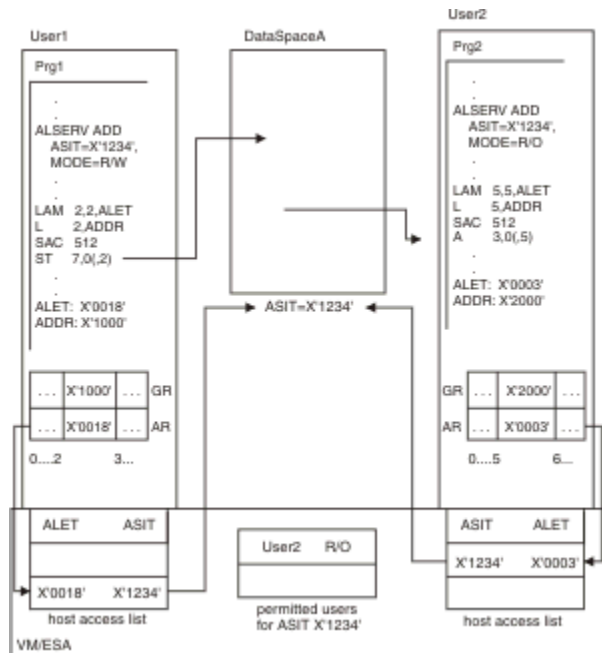 User1
Prg1
.
.
ALSERV ADD
ASIT=X'1234',
MODE=R/W
.
.
LAM 2,2,ALET
L 2,ADDR
SAC 512
ST 7,0(,2)
.
.
ALET: X'0018'
ADDR: X'1000'
... X'1000' ... GR
... X'0018' ... AR
0....2 3...
DataSpaceA
ASIT=X'1234'
User2
Prg2
.
.
ALSERV ADD
ASIT=X'1234',
MODE=R/O
.
.
LAM 5,5,ALET
L 5,ADDR
SAC 512
A 3,0(,5)
.
.
ALET: X'0003'
ADDR: X'2000'
GR ... X'2000' ...
AR ... X'0003' ...
0....5 6...
ALET ASIT
X'0018' X'1234'
host access list
User2 R/O
permitted users
for ASIT X'1234'
ASIT ALET
X'1234' X'0003'
host access list
VM/ESA